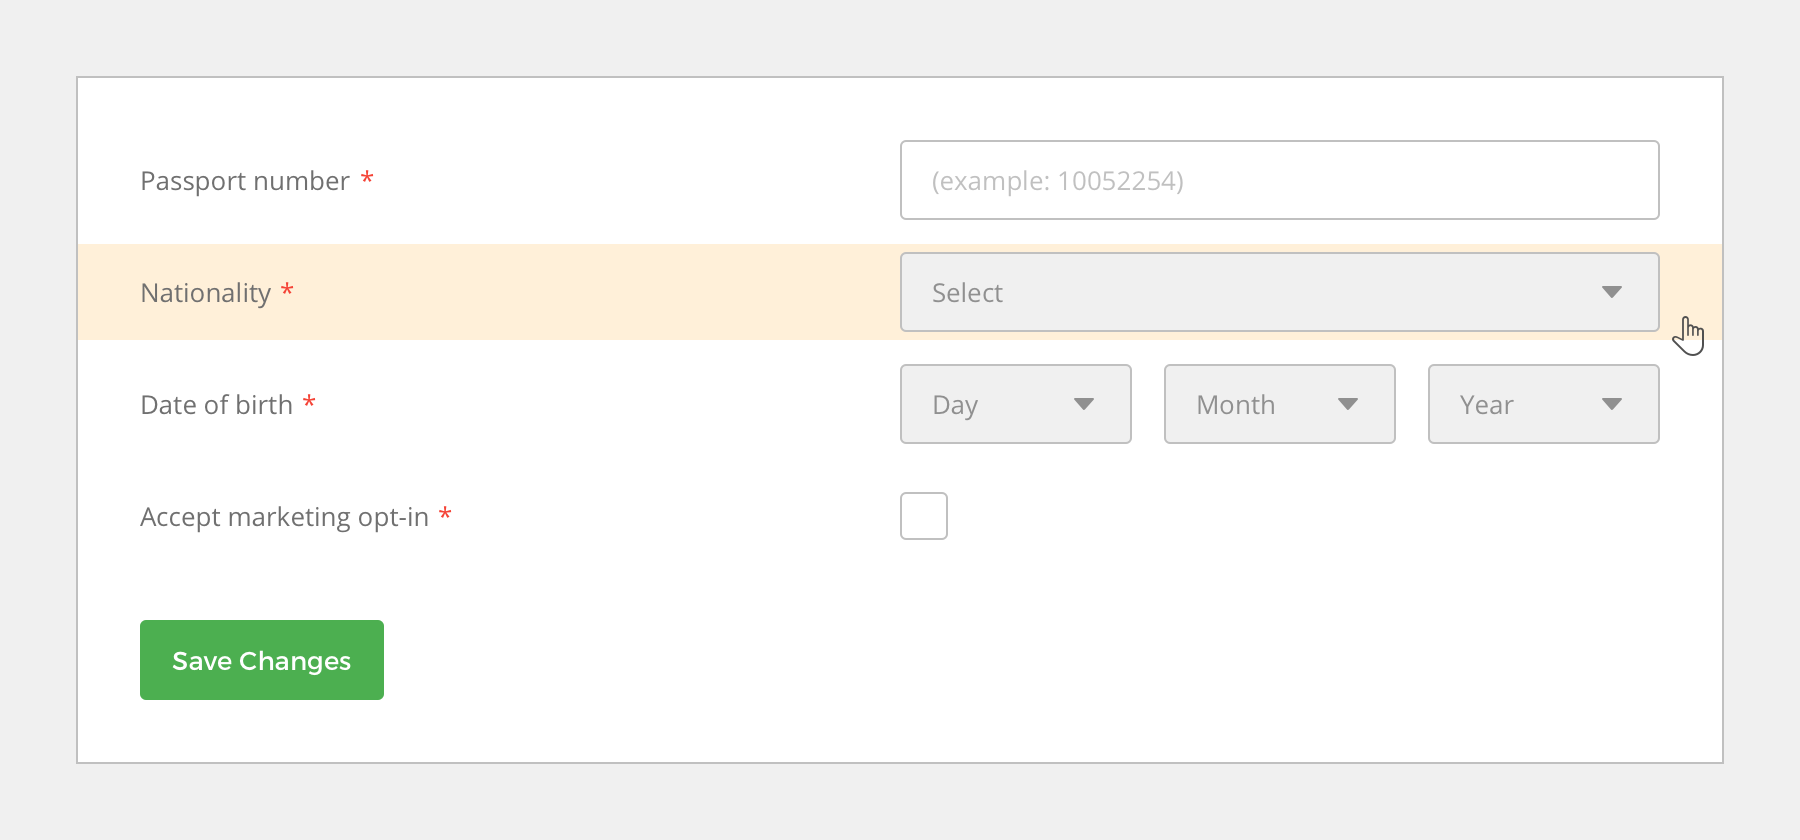 Passport number *
(example: 10052254)
Nationality *
Select
Date of birth *
Day
Month
Year
Accept marketing opt-in *
Save Changes